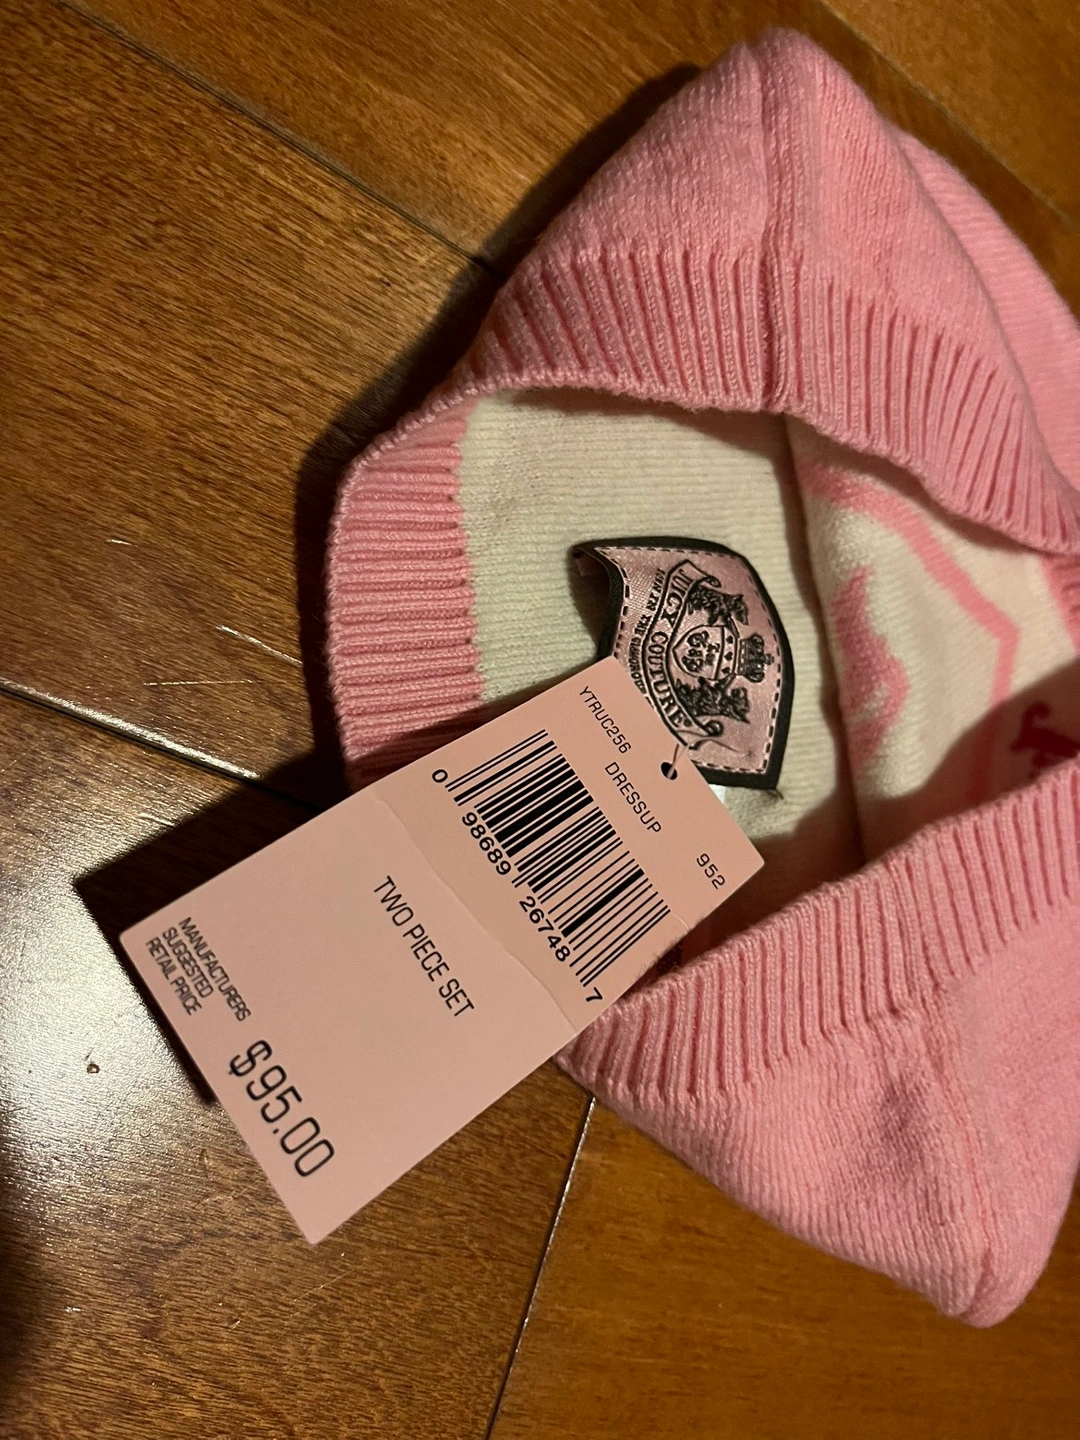 JUICY COUTURE
YTRUC256
DRESSUP
952
0 98689 26748 7
TWO PIECE SET
MANUFACTURERS
SUGGESTED
RETAIL PRICE
$95.00